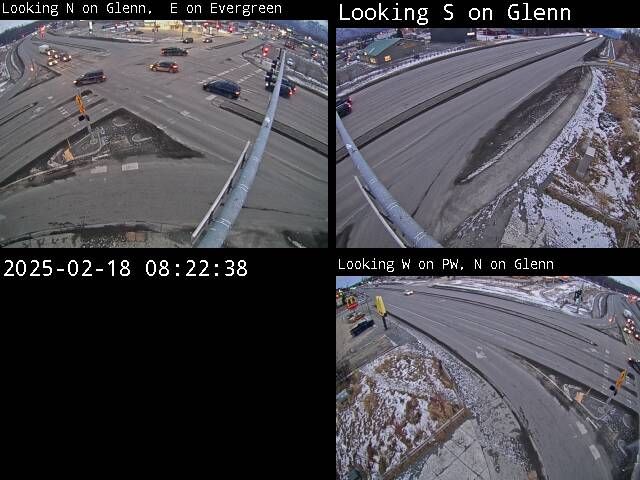 Looking N on Glenn,  E on Evergreen
Looking S on Glenn
2025-02-18 08:22:38
Looking W on PW, N on Glenn